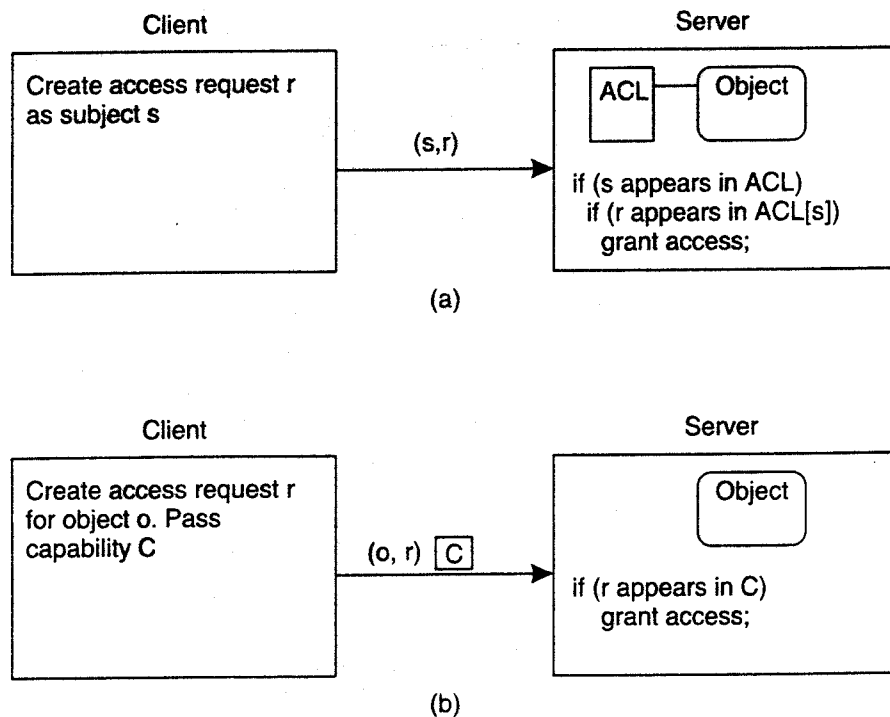 Client
Server
Create access request r
as subject s
(s,r)
ACL
Object
if (s appears in ACL)
if (r appears in ACL[s])
grant access;
(a)
Client
Server
Create access request r
for object o. Pass
capability C
(o, r) C
Object
if (r appears in C)
grant access;
(b)